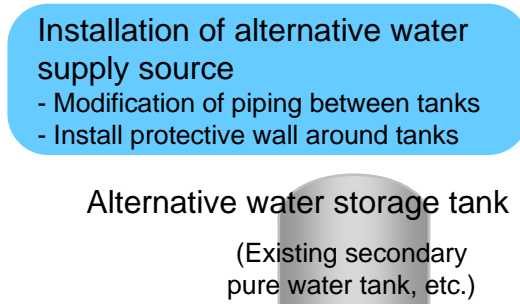 Installation of alternative water
supply source
- Modification of piping between tanks
- Install protective wall around tanks
Alternative water storage tank
(Existing secondary
pure water tank, etc.)